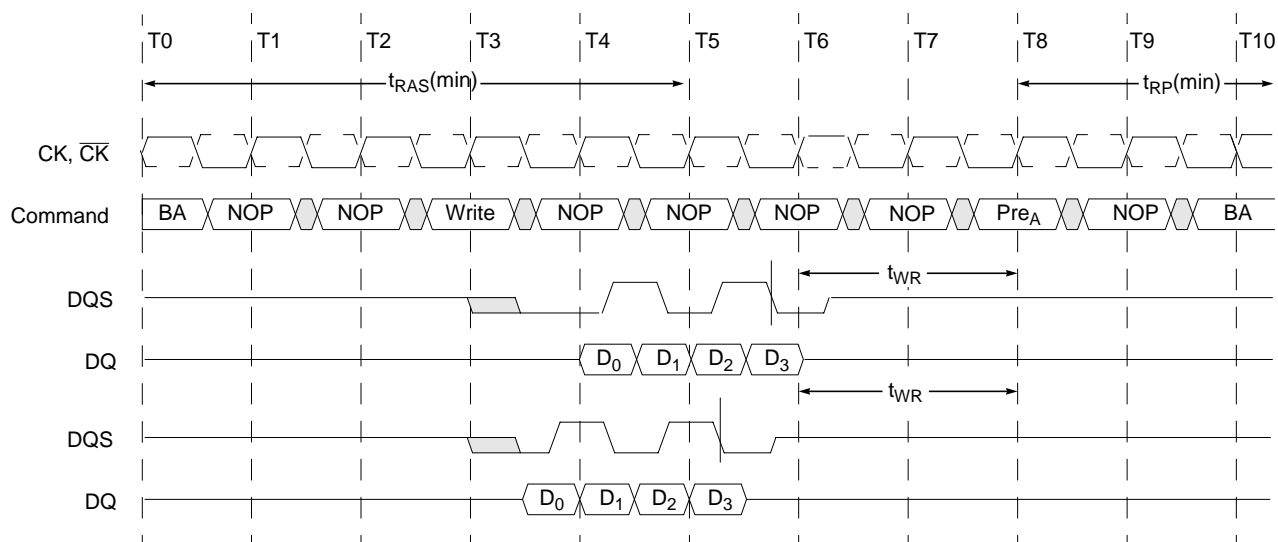 T0 T1 T2 T3 T4 T5 T6 T7 T8 T9 T10
tRAS(min) tRP(min)
CK, C̅K̅
Command BA NOP NOP Write NOP NOP NOP NOP PreA NOP BA
tWR
DQS
DQ D0 D1 D2 D3
tWR
DQS
DQ D0 D1 D2 D3